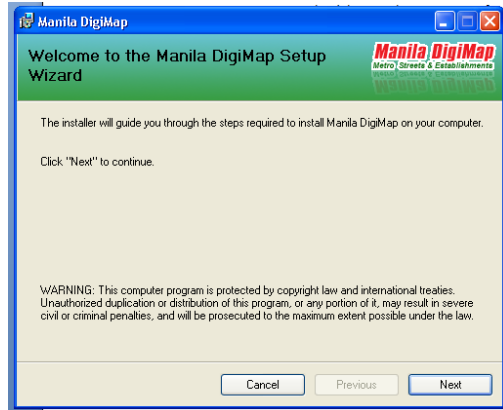 Manila DigiMap
Welcome to the Manila DigiMap Setup
Wizard
Manila DigiMap
Metro Streets & Establishments
The installer will guide you through the steps required to install Manila DigiMap on your computer.
Click "Next" to continue.
WARNING: This computer program is protected by copyright law and international treaties.
Unauthorized duplication or distribution of this program, or any portion of it, may result in severe
civil or criminal penalties, and will be prosecuted to the maximum extent possible under the law.
Cancel Previous Next